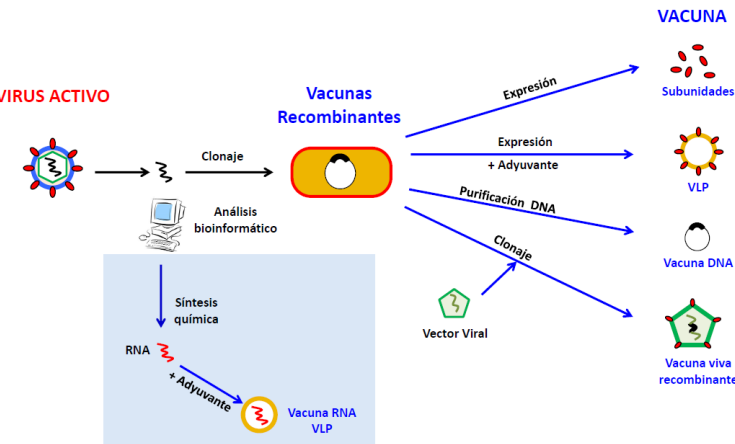 VACUNA
VIRUS ACTIVO
Vacunas
Recombinantes
Clonaje
Análisis
bioinformático
Expresión
Subunidades
Expresión
+ Adyuvante
VLP
Purificación DNA
Vacuna DNA
Clonaje
Vector Viral
Vacuna viva
recombinante
Síntesis
química
RNA
+ Adyuvante
Vacuna RNA
VLP